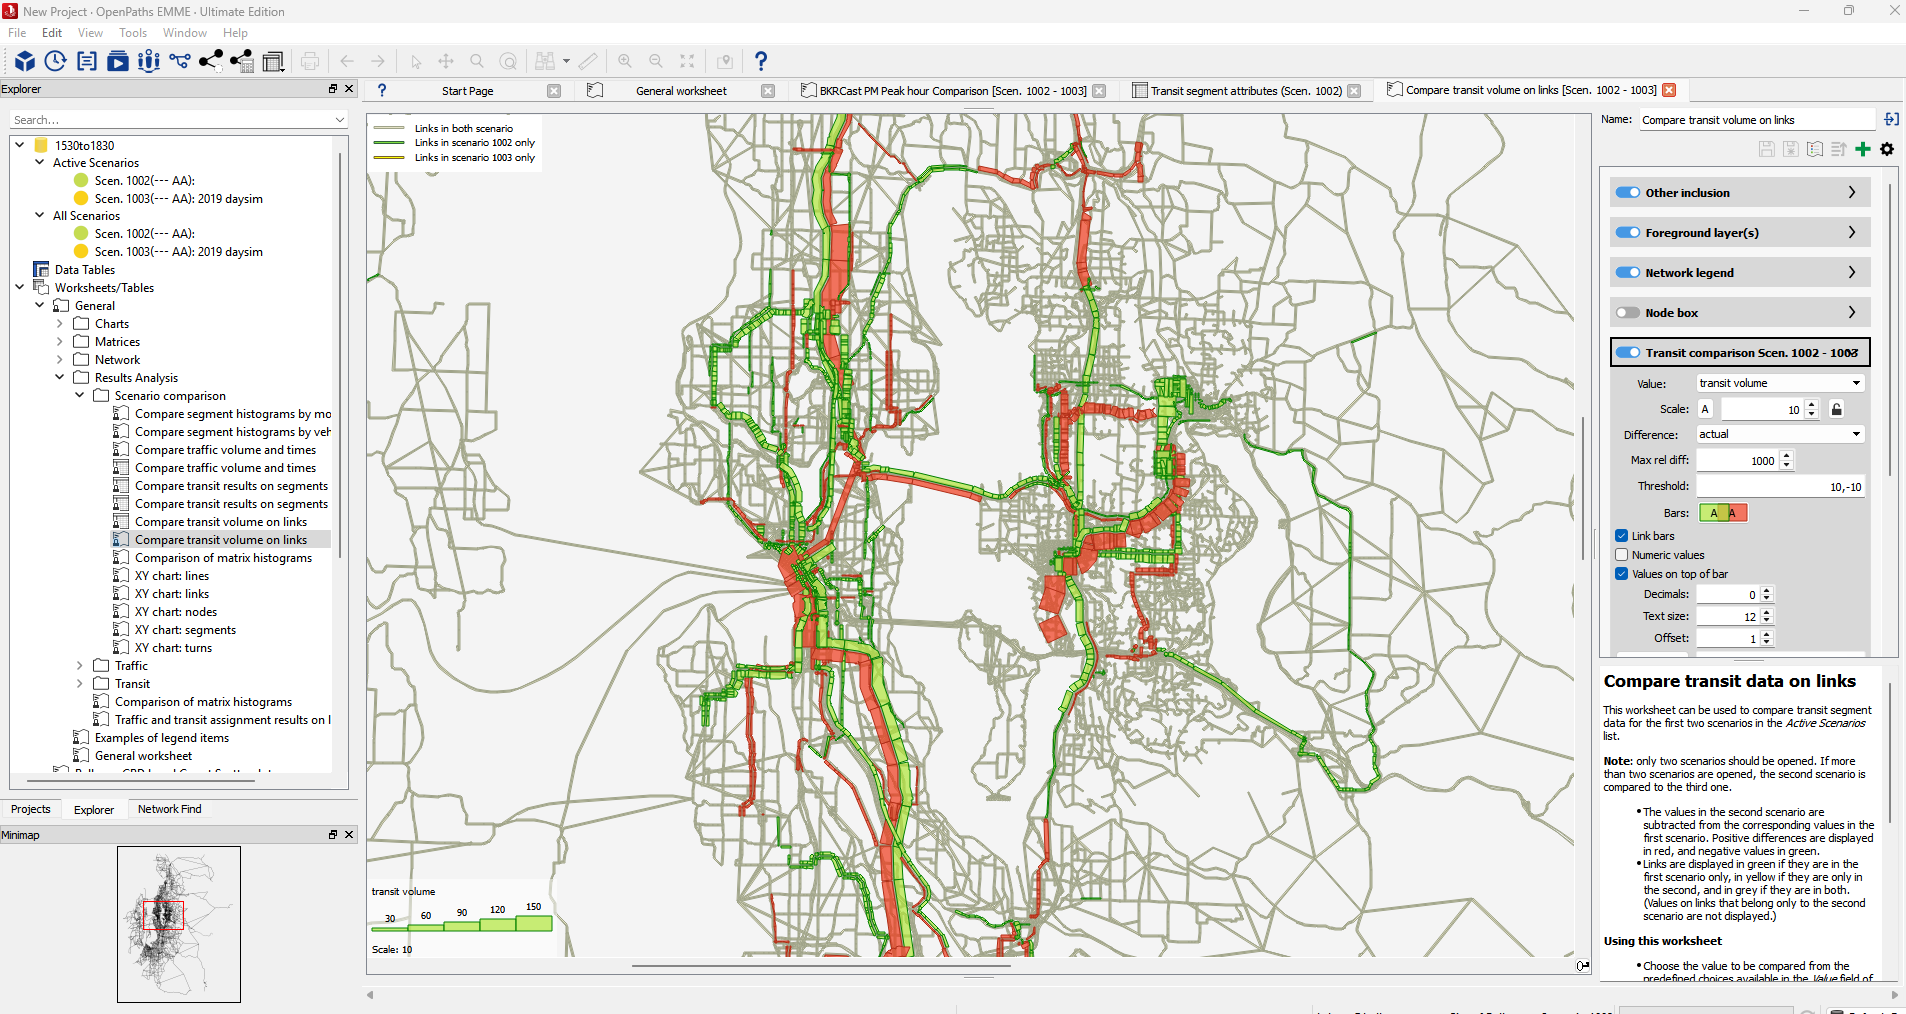 New Project - OpenPaths EMME - Ultimate Edition
File Edit View Tools Window Help
Explorer
Start Page
General worksheet
BKRCast PM Peak hour Comparison [Scen. 1002 - 1003]
Transit segment attributes (Scen. 1002)
Compare transit volume on links [Scen. 1002 - 1003]
Search...
1530to1830
Active Scenarios
Scen. 1002(--- AA):
Scen. 1003(--- AA): 2019 daysim
All Scenarios
Scen. 1002(--- AA):
Scen. 1003(--- AA): 2019 daysim
Data Tables
Worksheets/Tables
General
Charts
Matrices
Network
Results Analysis
Scenario comparison
Compare segment histograms by mo
Compare segment histograms by veh
Compare traffic volume and times
Compare traffic volume and times
Compare transit results on segments
Compare transit results on segments
Compare transit volume on links
Compare transit volume on links
Comparison of matrix histograms
XY chart: lines
XY chart: links
XY chart: nodes
XY chart: segments
XY chart: turns
Traffic
Transit
Comparison of matrix histograms
Traffic and transit assignment results on l
Examples of legend items
General worksheet
Projects
Explorer
Network Find
Minimap
Links in both scenario
Links in scenario 1002 only
Links in scenario 1003 only
transit volume
30 60 90 120 150
Scale: 10
Name: Compare transit volume on links
Other inclusion
Foreground layer(s)
Network legend
Node box
Transit comparison Scen. 1002 - 1003
Value: transit volume
Scale: A 10
Difference: actual
Max rel diff: 1000
Threshold: 10,-10
Bars: A A
Link bars
Numeric values
Values on top of bar
Decimals: 0
Text size: 12
Offset: 1
Compare transit data on links
This worksheet can be used to compare transit segment
data for the first two scenarios in the Active Scenarios
list.
Note: only two scenarios should be opened. If more
than two scenarios are opened, the second scenario is
compared to the third one.
•The values in the second scenario are
subtracted from the corresponding values in the
first scenario. Positive differences are displayed
in red, and negative values in green.
•Links are displayed in green if they are in the
first scenario only, in yellow if they are only in
the second, and in grey if they are in both.
(Values on links that belong only to the second
scenario are not displayed.)
Using this worksheet
•Choose the value to be compared from the
predefined choices available in the Value field of